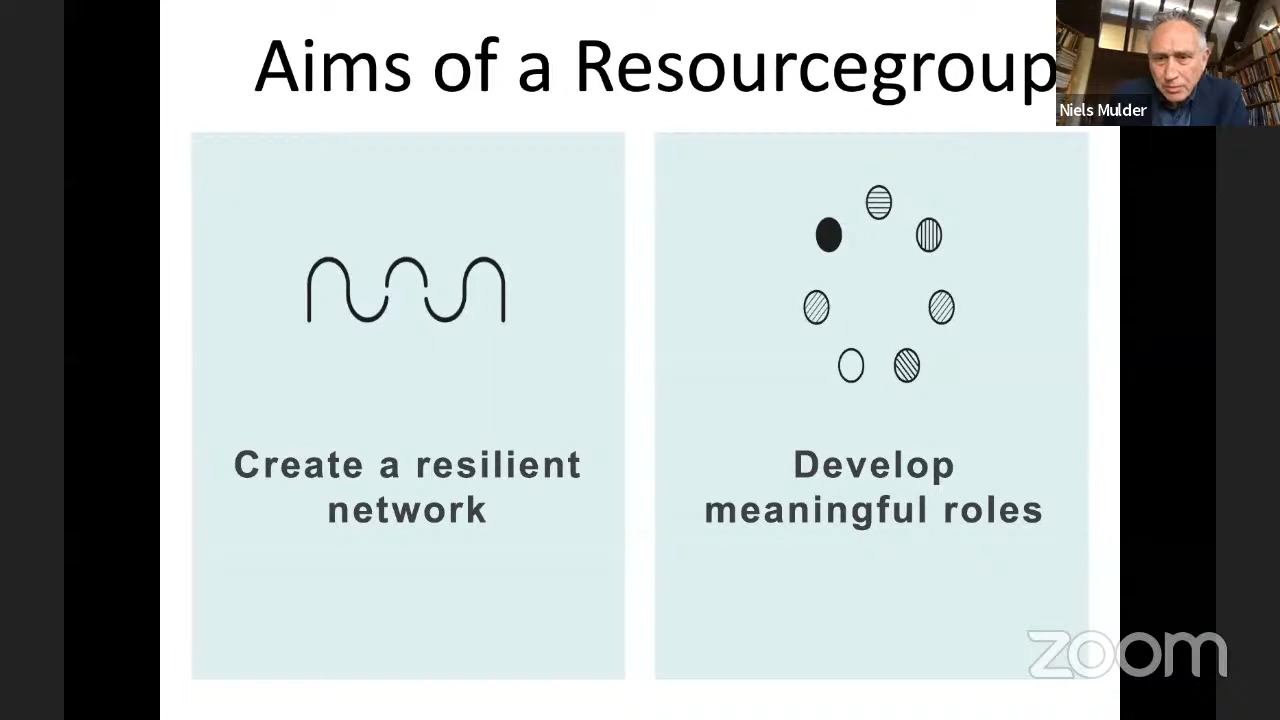 Aims of a Resourcegroup
Niels Mulder
Create a resilient
network
Develop
meaningful roles
zoom